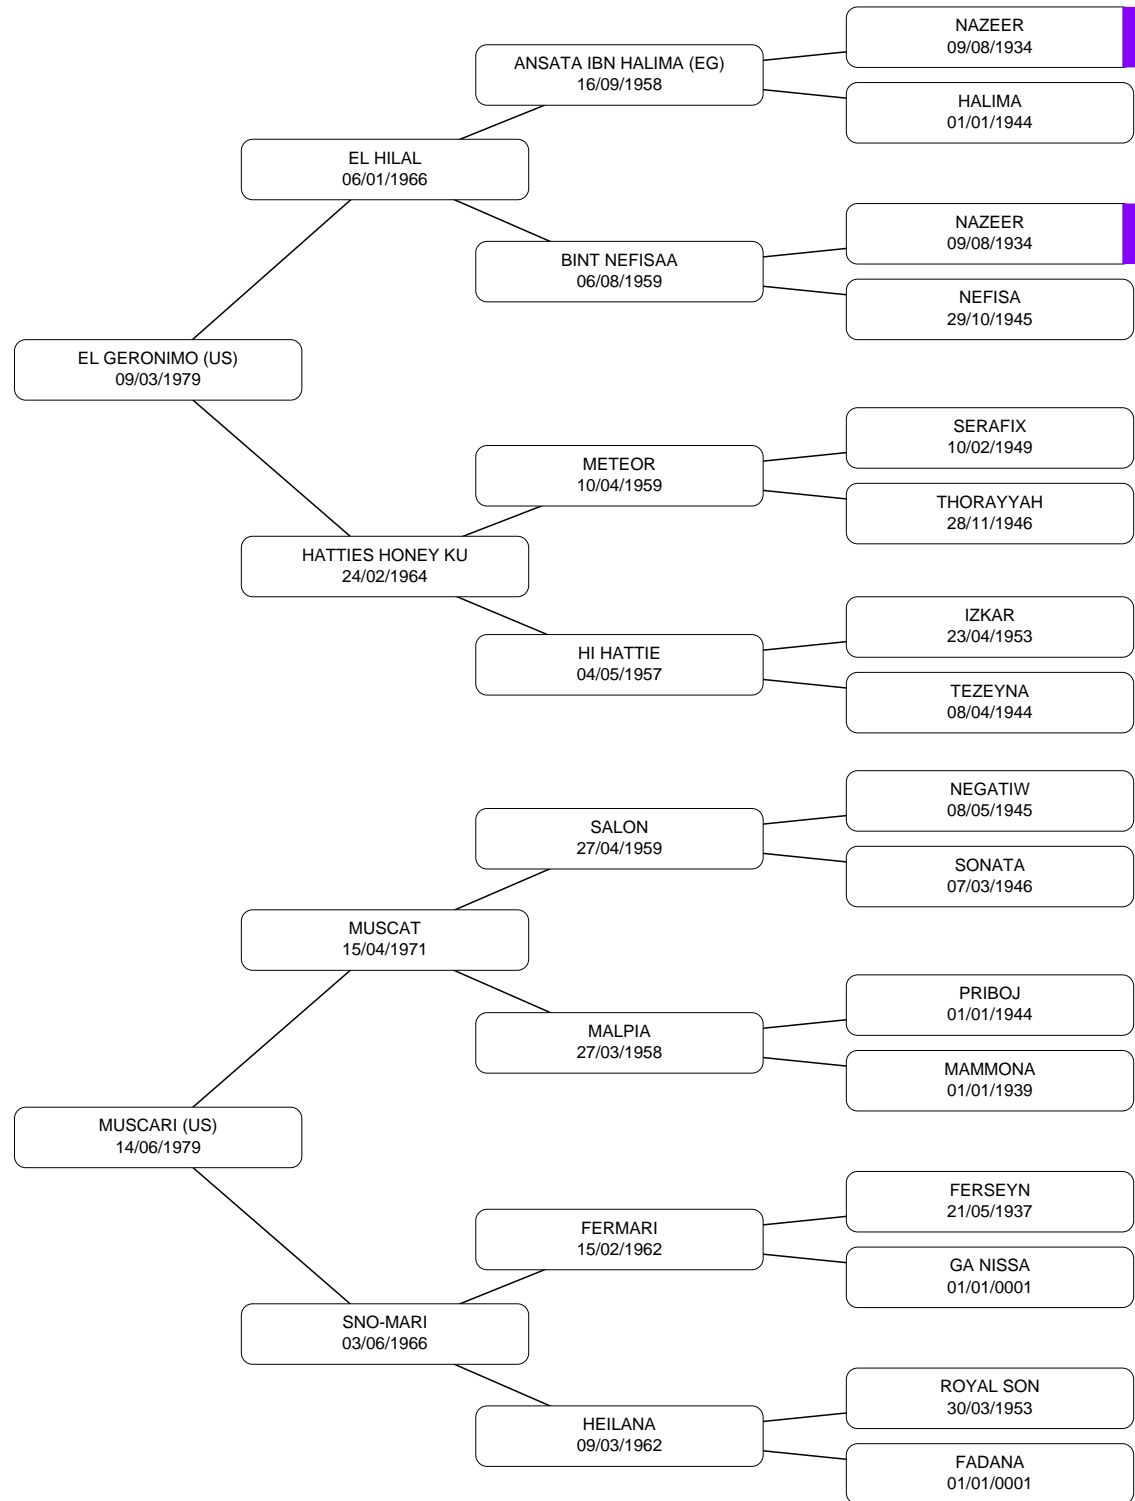 NAZEER
09/08/1934
ANSATA IBN HALIMA (EG)
16/09/1958
HALIMA
01/01/1944
EL HILAL
06/01/1966
NAZEER
09/08/1934
BINT NEFISAA
06/08/1959
NEFISA
29/10/1945
EL GERONIMO (US)
09/03/1979
SERAFIX
10/02/1949
METEOR
10/04/1959
THORAYYAH
28/11/1946
HATTIES HONEY KU
24/02/1964
IZKAR
23/04/1953
HI HATTIE
04/05/1957
TEZEYNA
08/04/1944
NEGATIW
08/05/1945
SALON
27/04/1959
SONATA
07/03/1946
MUSCAT
15/04/1971
PRIBOJ
01/01/1944
MALPIA
27/03/1958
MAMMONA
01/01/1939
MUSCARI (US)
14/06/1979
FERSEYN
21/05/1937
FERMARI
15/02/1962
GA NISSA
01/01/0001
SNO-MARI
03/06/1966
ROYAL SON
30/03/1953
HEILANA
09/03/1962
FADANA
01/01/0001